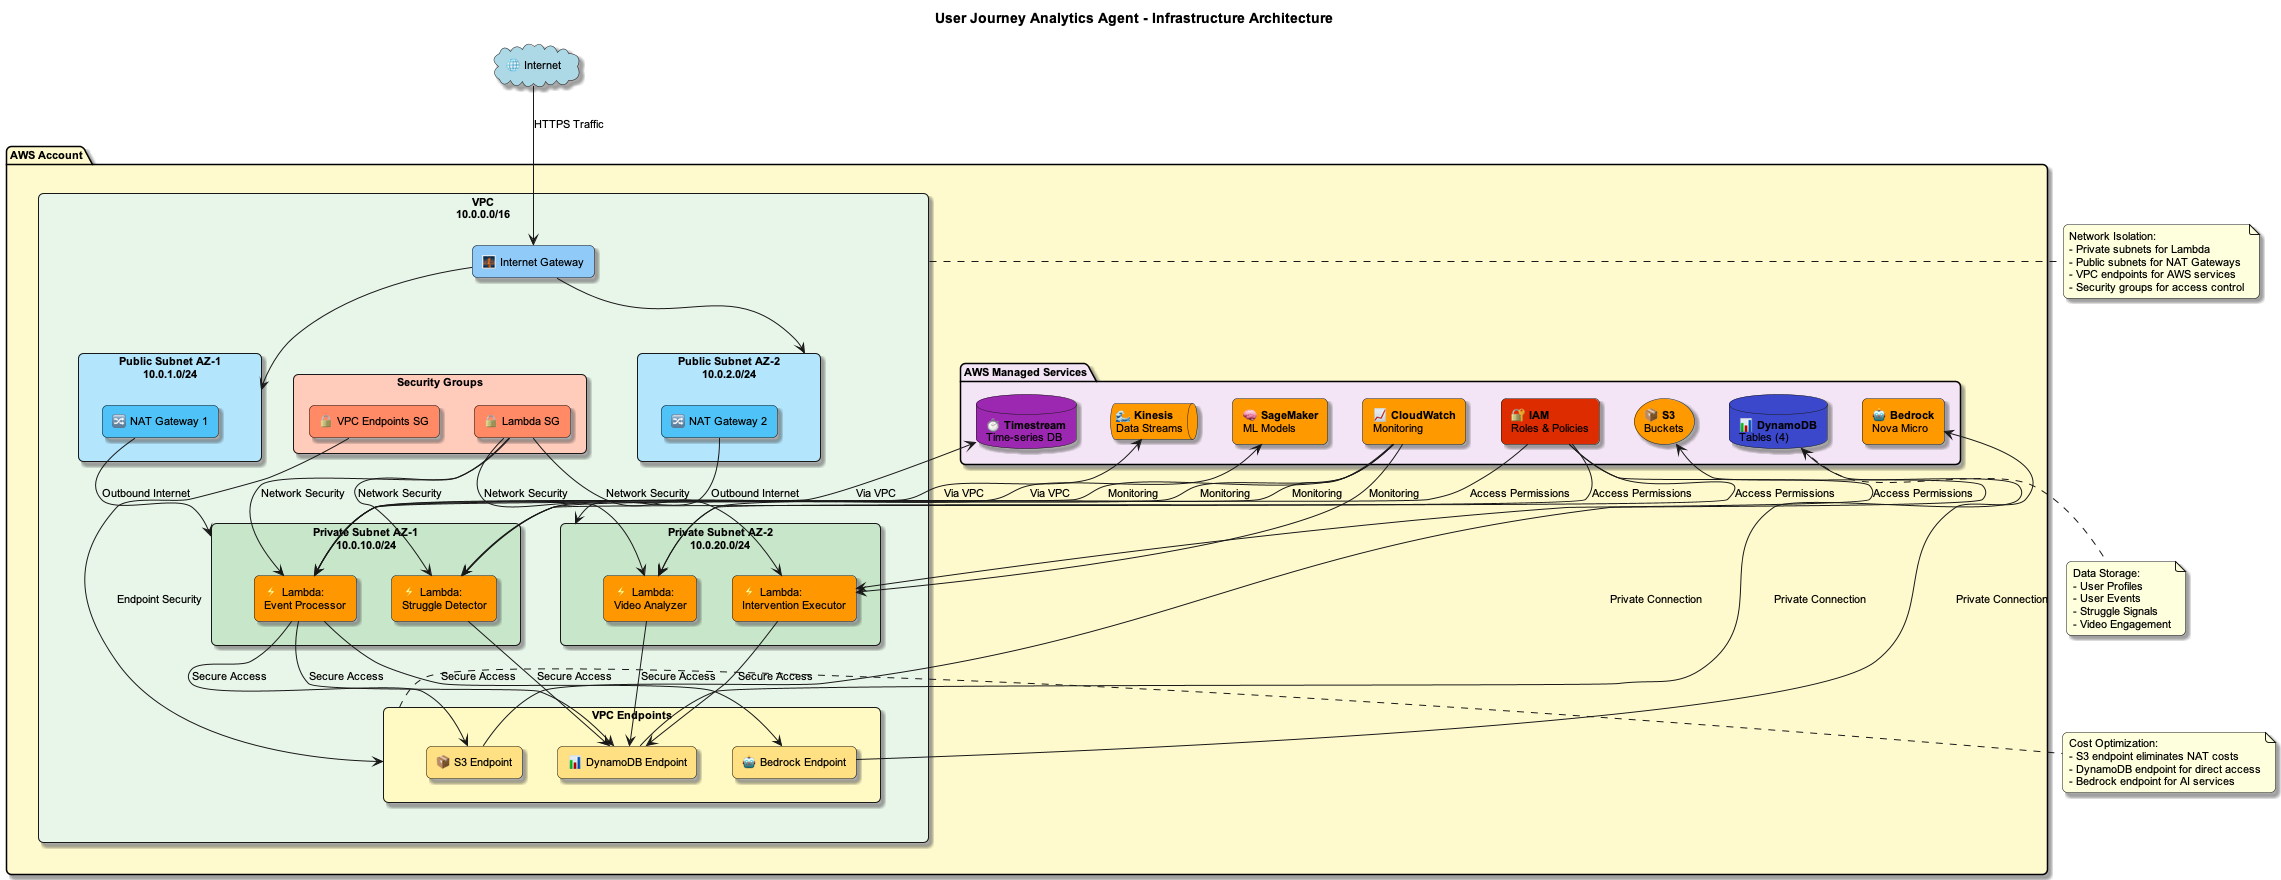 User Journey Analytics Agent - Infrastructure Architecture
Internet
HTTPS Traffic
AWS Account
VPC
10.0.0.0/16
Internet Gateway
Network Isolation:
- Private subnets for Lambda
- Public subnets for NAT Gateways
- VPC endpoints for AWS services
- Security groups for access control
Public Subnet AZ-1
10.0.1.0/24
NAT Gateway 1
Security Groups
VPC Endpoints SG
Lambda SG
Public Subnet AZ-2
10.0.2.0/24
NAT Gateway 2
AWS Managed Services
Timestream
Time-series DB
Kinesis
Data Streams
SageMaker
ML Models
CloudWatch
Monitoring
IAM
Roles & Policies
S3
Buckets
DynamoDB
Tables (4)
Bedrock
Nova Micro
Outbound Internet
Network Security
Network Security
Network Security
Network Security
Outbound Internet
Via VPC
Via VPC
Via VPC
Monitoring
Monitoring
Monitoring
Monitoring
Access Permissions
Access Permissions
Access Permissions
Access Permissions
Private Subnet AZ-1
10.0.10.0/24
Lambda:
Event Processor
Lambda:
Struggle Detector
Private Subnet AZ-2
10.0.20.0/24
Lambda:
Video Analyzer
Lambda:
Intervention Executor
Endpoint Security
Private Connection
Private Connection
Private Connection
Data Storage:
- User Profiles
- User Events
- Struggle Signals
- Video Engagement
Secure Access
Secure Access
Secure Access
Secure Access
Secure Access
Secure Access
VPC Endpoints
S3 Endpoint
DynamoDB Endpoint
Bedrock Endpoint
Cost Optimization:
- S3 endpoint eliminates NAT costs
- DynamoDB endpoint for direct access
- Bedrock endpoint for AI services